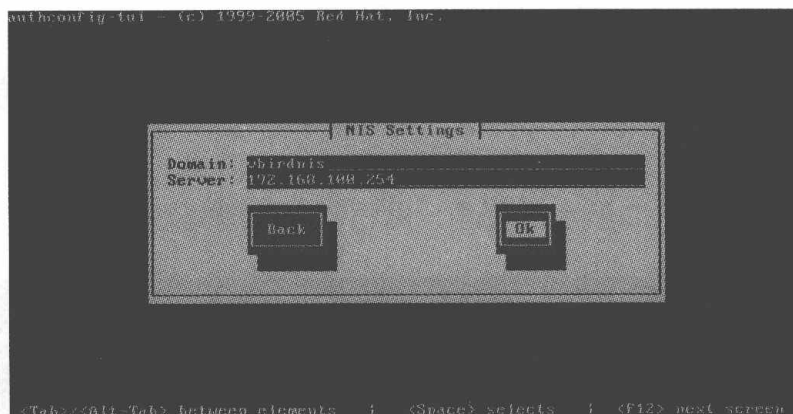 authconfig-tui - (c) 1999-2005 Red Hat, Inc.
NIS Settings
Domain: vbirdnis
Server: 192.168.100.254
Back
Ok
<Tab>/<Alt-Tab> between elements | <Space> selects | <F12> next screen